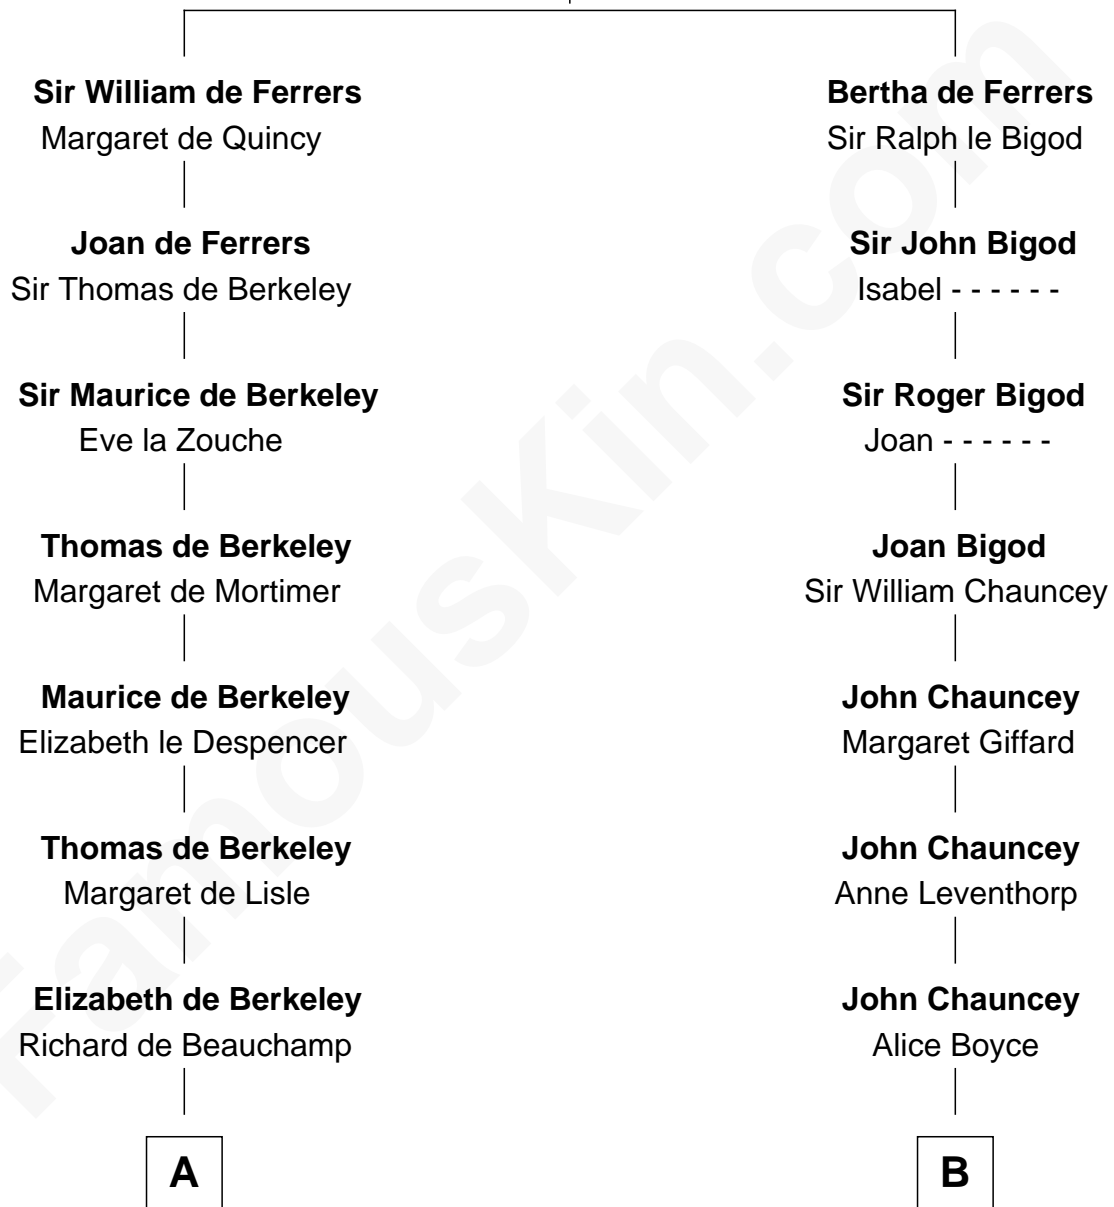 Sir William de Ferrers
Margaret de Quincy
Joan de Ferrers
Sir Thomas de Berkeley
Sir Maurice de Berkeley
Eve la Zouche
Thomas de Berkeley
Margaret de Mortimer
Maurice de Berkeley
Elizabeth le Despencer
Thomas de Berkeley
Margaret de Lisle
Elizabeth de Berkeley
Richard de Beauchamp
A
Bertha de Ferrers
Sir Ralph le Bigod
Sir John Bigod
Isabel - - - - - -
Sir Roger Bigod
Joan - - - - - -
Joan Bigod
Sir William Chauncey
John Chauncey
Margaret Giffard
John Chauncey
Anne Leventhorp
John Chauncey
Alice Boyce
B
FamousKin.com